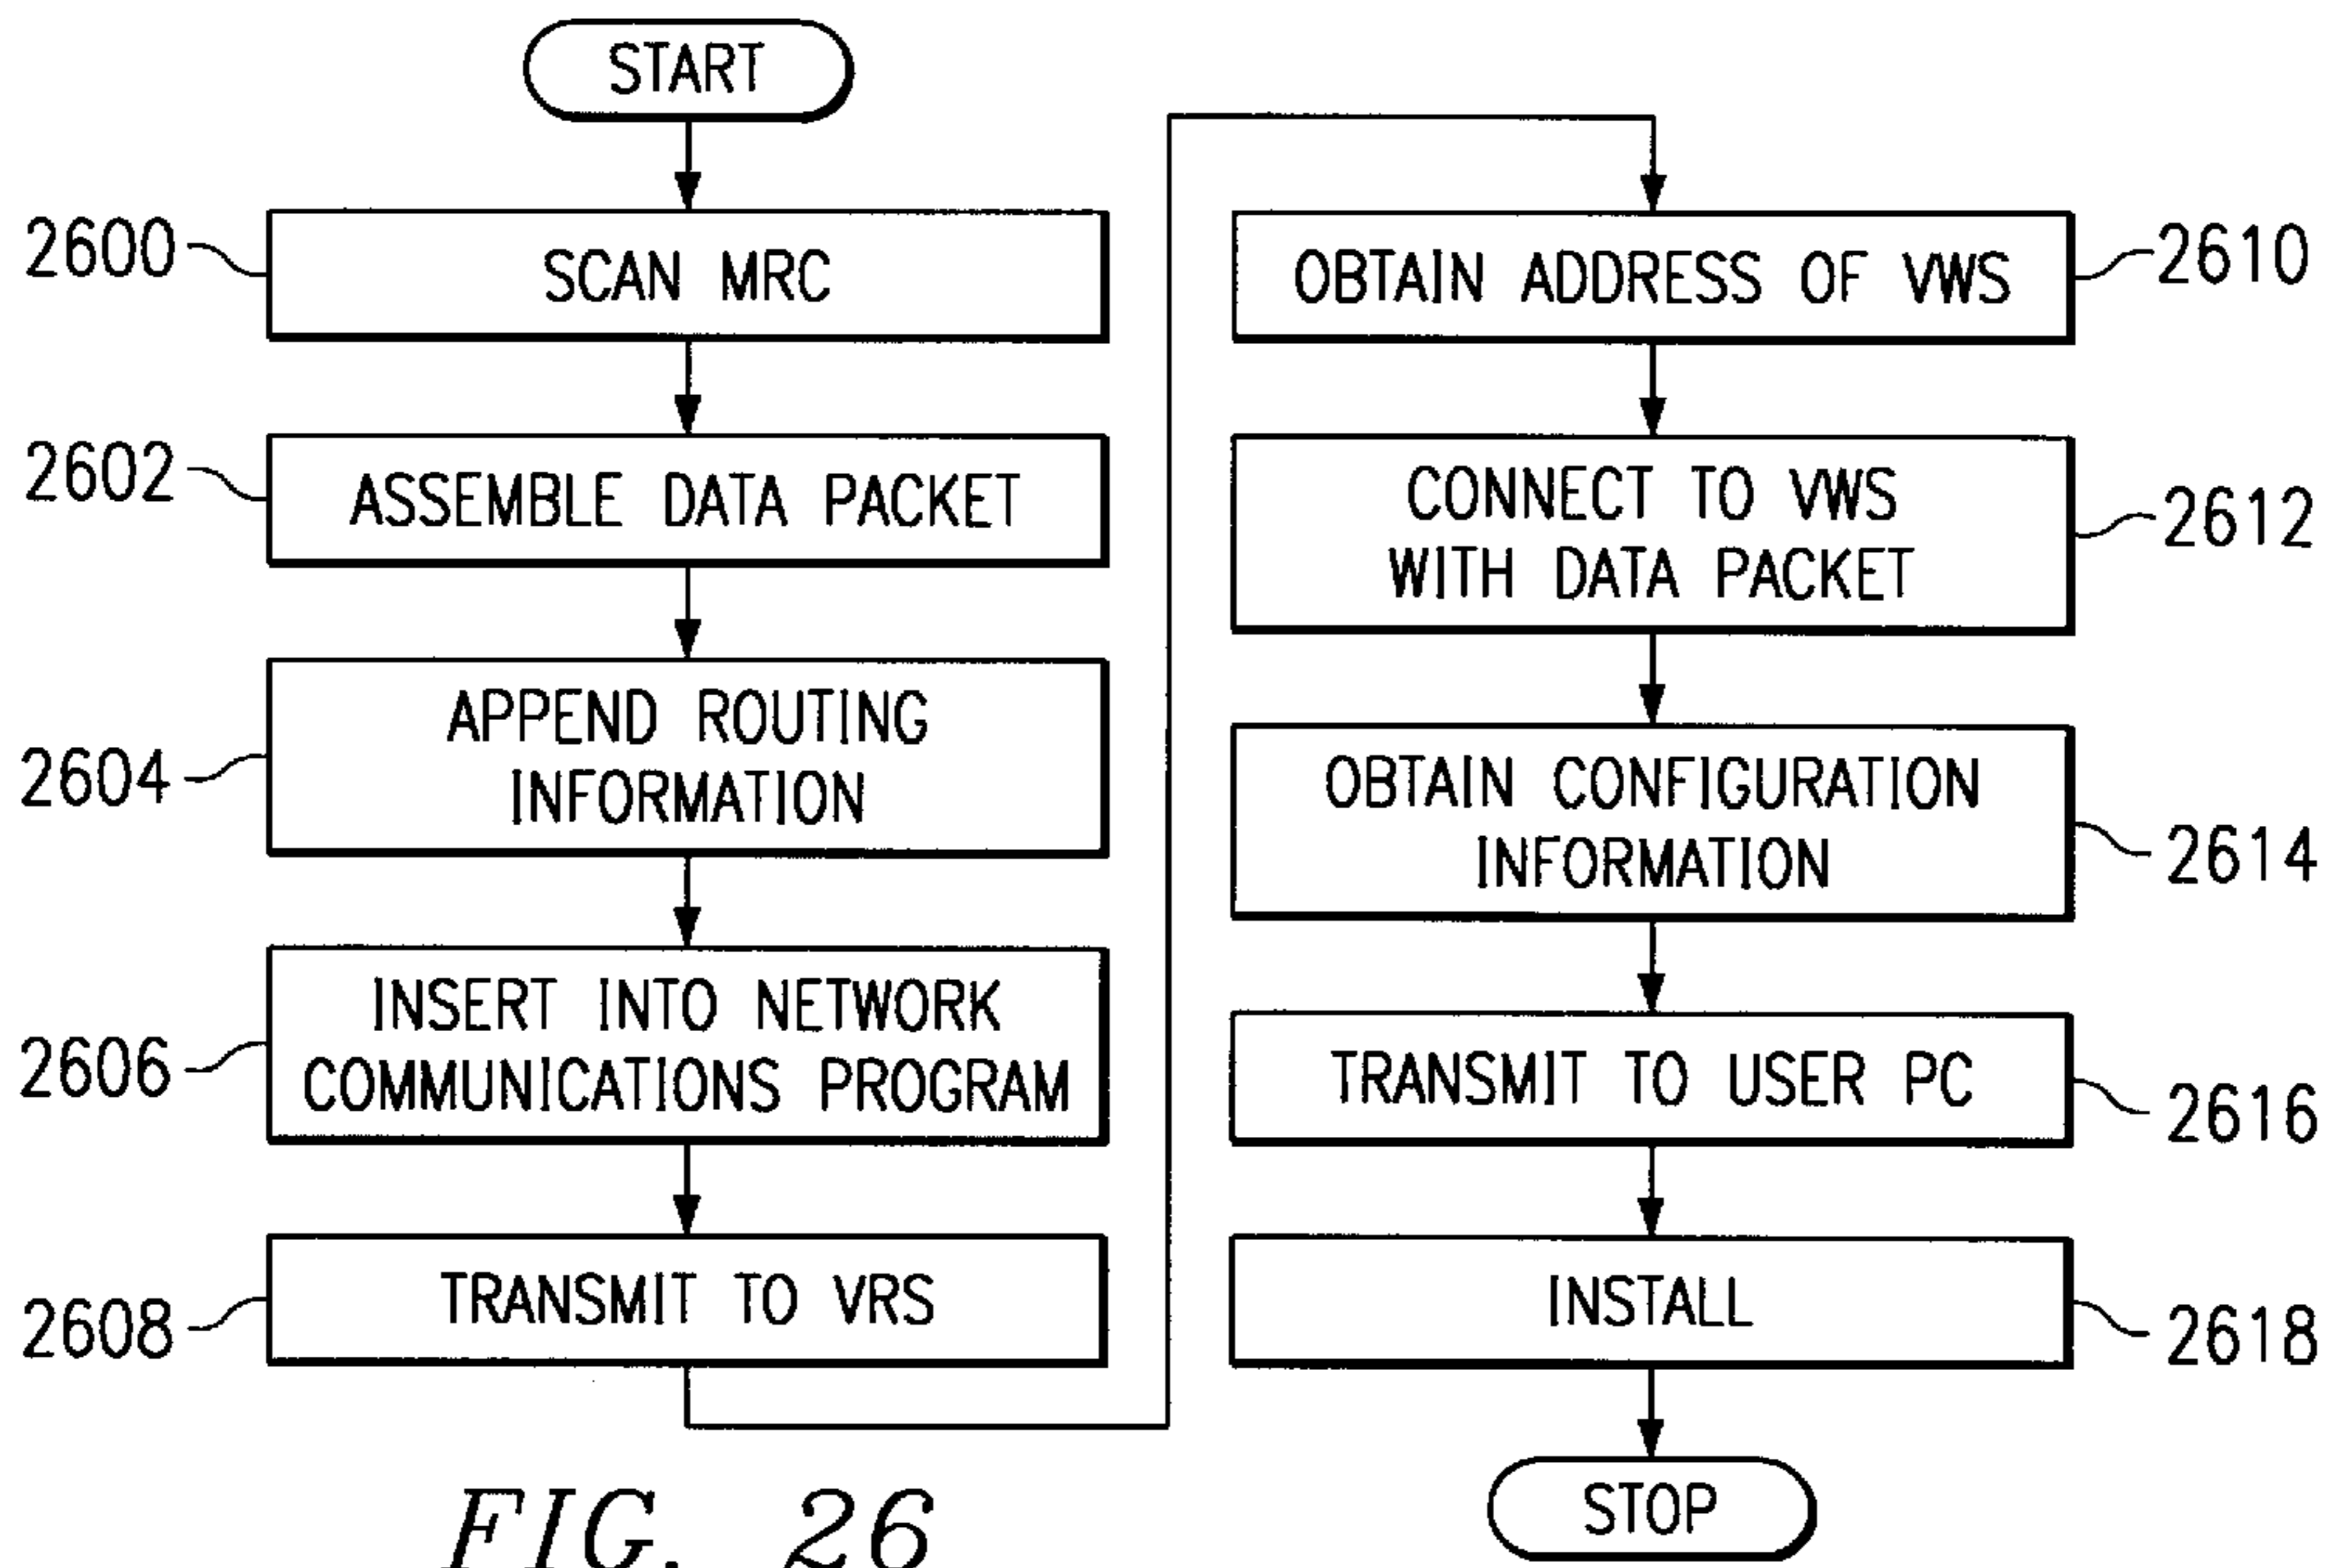 START
2600
SCAN MRC
2602
ASSEMBLE DATA PACKET
2604
APPEND ROUTING
INFORMATION
2606
INSERT INTO NETWORK
COMMUNICATIONS PROGRAM
2608
TRANSMIT TO VRS
OBTAIN ADDRESS OF VWS
2610
CONNECT TO VWS
WITH DATA PACKET
2612
OBTAIN CONFIGURATION
INFORMATION
2614
TRANSMIT TO USER PC
2616
INSTALL
2618
STOP
FIG. 26